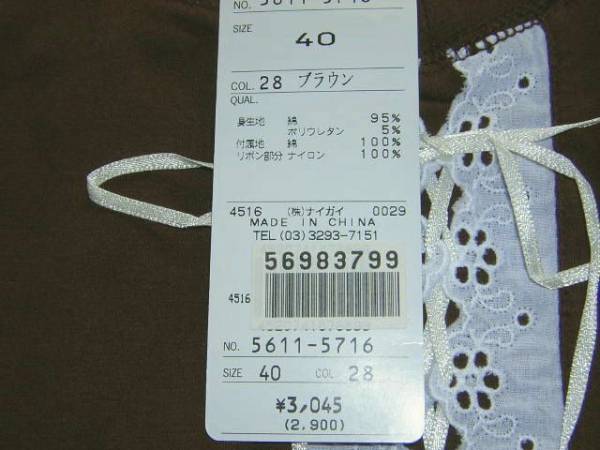 NO. 5611-5716
SIZE
40
COL. 28 ブラウン
QUAL.
身生地 綿 95%
ポリウレタン 5%
付属地 綿 100%
リボン部分 ナイロン 100%
4516 (株)ナイガイ 0029
MADE IN CHINA
TEL (03) 3293-7151
56983799
4516
NO. 5611-5716
SIZE 40 COL. 28
¥3,045
(2,900)